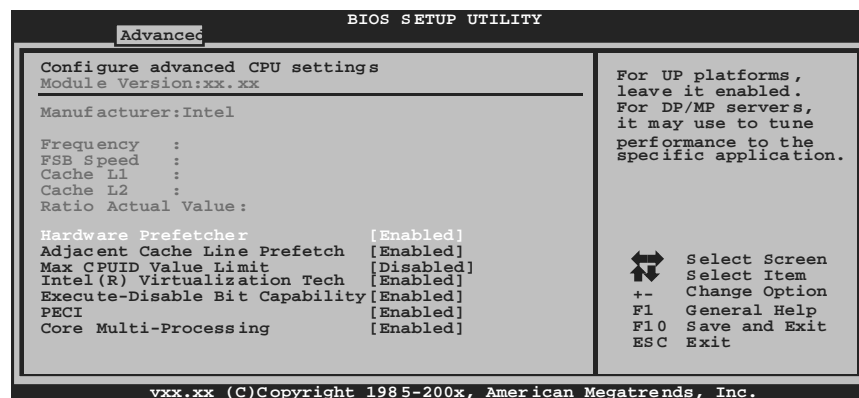 BIOS SETUP UTILITY
Advanced
Configure advanced CPU settings
Module Version:xx.xx
Manufacturer:Intel
Frequency :
FSB Speed :
Cache L1 :
Cache L2 :
Ratio Actual Value:
Hardware Prefetcher [Enabled]
Adjacent Cache Line Prefetch [Enabled]
Max CPUID Value Limit [Disabled]
Intel(R) Virtualization Tech [Enabled]
Execute-Disable Bit Capability[Enabled]
PECI [Enabled]
Core Multi-Processing [Enabled]
For UP platforms,
leave it enabled.
For DP/MP servers,
it may use to tune
performance to the
specific application.
Select Screen
Select Item
+- Change Option
F1 General Help
F10 Save and Exit
ESC Exit
vxx.xx (C)Copyright 1985-200x, American Megatrends, Inc.